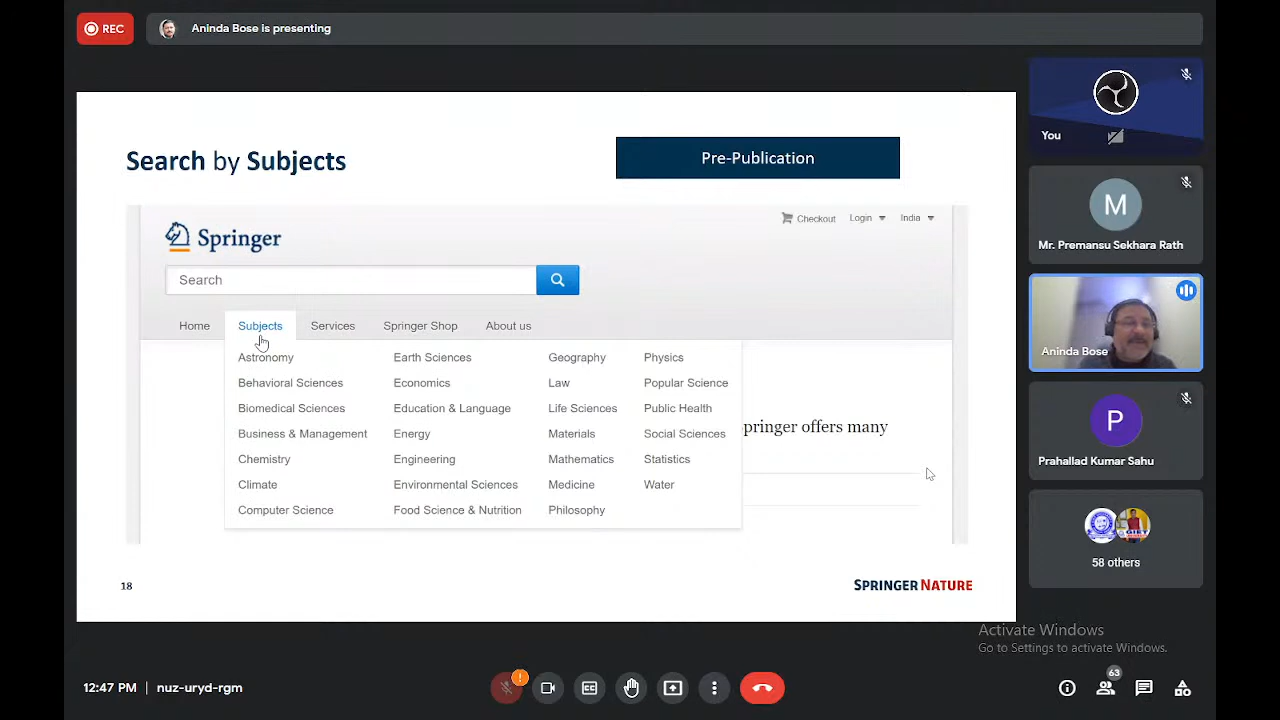 REC
Aninda Bose is presenting
Search by Subjects
Pre-Publication
Checkout Login India
Springer
Search
Home Subjects Services Springer Shop About us
Astronomy Earth Sciences Geography Physics
Behavioral Sciences Economics Law Popular Science
Biomedical Sciences Education & Language Life Sciences Public Health
Business & Management Energy Materials Social Sciences
pringer offers many
Chemistry Engineering Mathematics Statistics
Climate Environmental Sciences Medicine Water
Computer Science Food Science & Nutrition Philosophy
18
SPRINGER NATURE
You
M
Mr. Premansu Sekhara Rath
Aninda Bose
P
Prahallad Kumar Sahu
GIET
58 others
Activate Windows
Go to Settings to activate Windows.
12:47 PM | nuz-uryd-rgm
!
CC
63